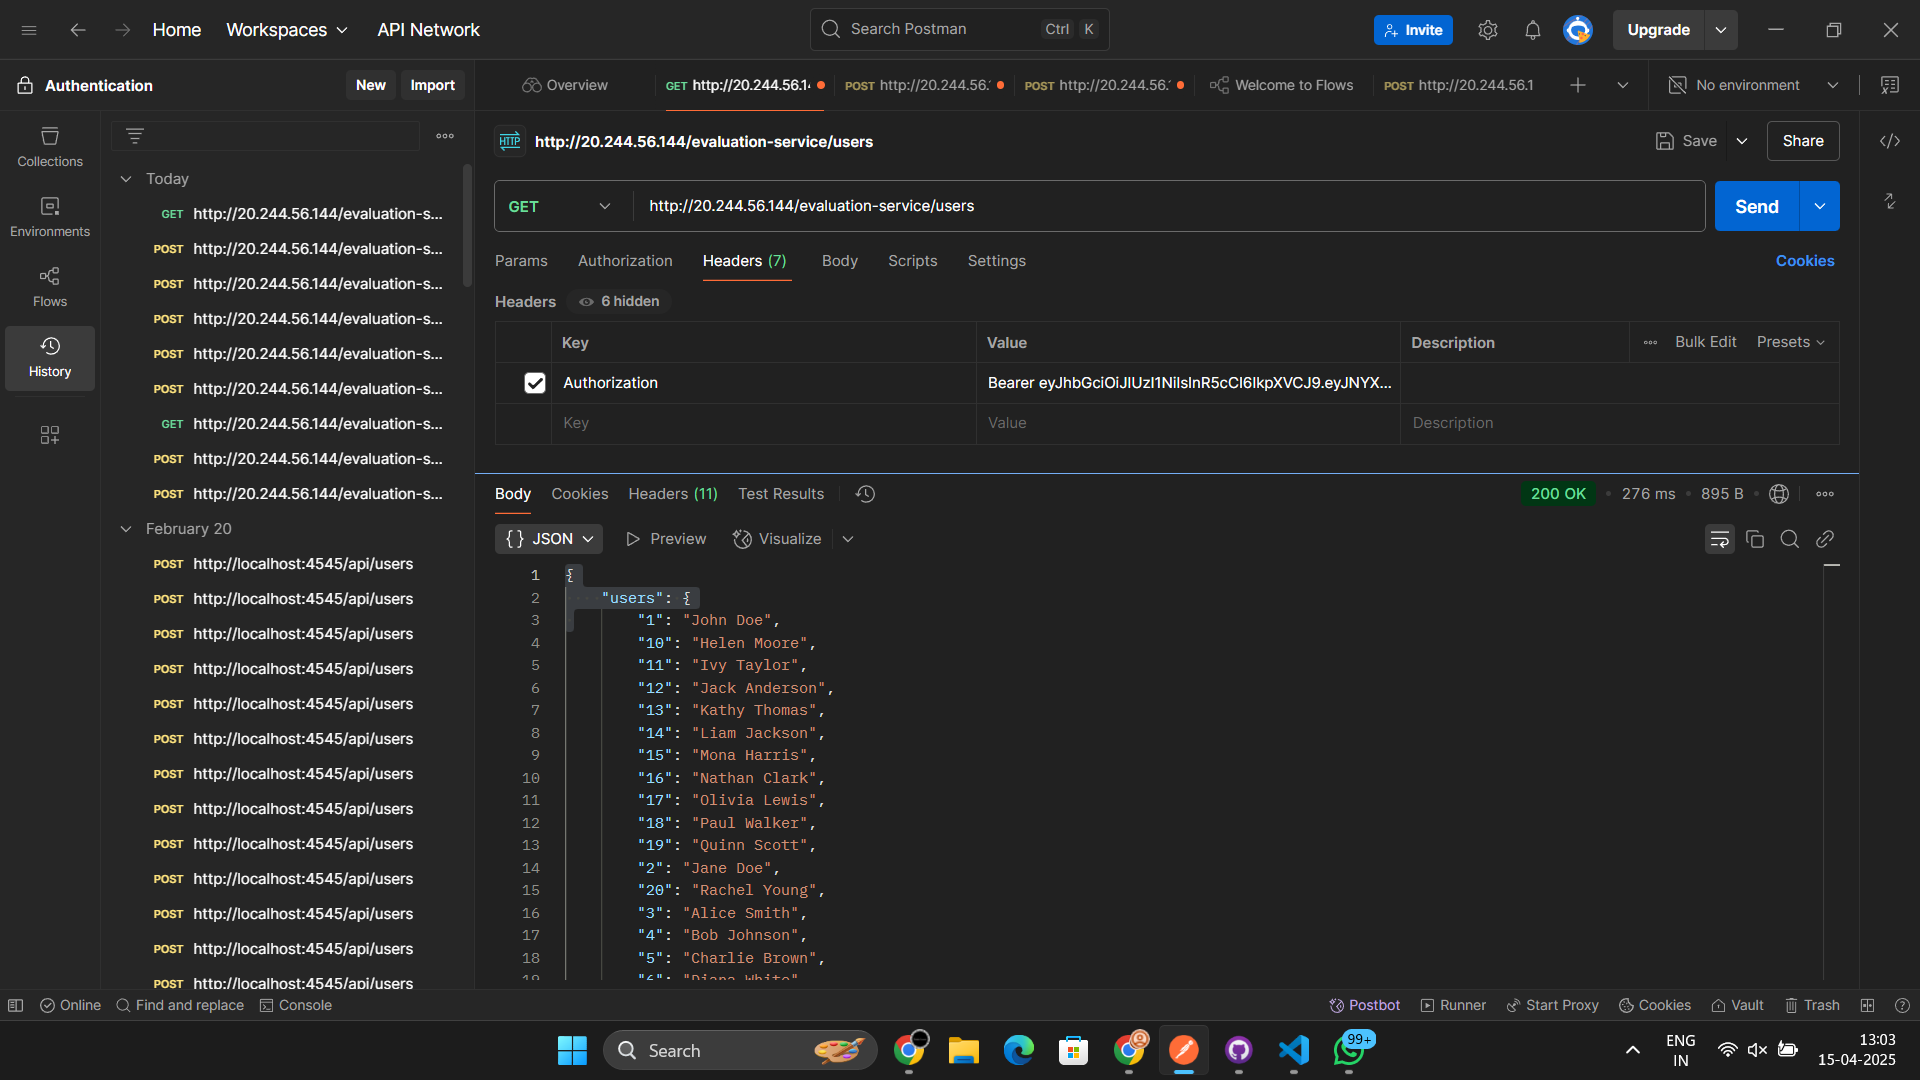 Home
Workspaces
API Network
Search Postman
Ctrl
K
Invite
Upgrade
Authentication
New
Import
Overview
GET http://20.244.56.14
POST http://20.244.56.
POST http://20.244.56.
Welcome to Flows
POST http://20.244.56.1
No environment
Collections
Environments
Flows
History
Today
GET http://20.244.56.144/evaluation-s...
POST http://20.244.56.144/evaluation-s...
POST http://20.244.56.144/evaluation-s...
POST http://20.244.56.144/evaluation-s...
POST http://20.244.56.144/evaluation-s...
POST http://20.244.56.144/evaluation-s...
GET http://20.244.56.144/evaluation-s...
POST http://20.244.56.144/evaluation-s...
POST http://20.244.56.144/evaluation-s...
February 20
POST http://localhost:4545/api/users
POST http://localhost:4545/api/users
POST http://localhost:4545/api/users
POST http://localhost:4545/api/users
POST http://localhost:4545/api/users
POST http://localhost:4545/api/users
POST http://localhost:4545/api/users
POST http://localhost:4545/api/users
POST http://localhost:4545/api/users
POST http://localhost:4545/api/users
POST http://localhost:4545/api/users
POST http://localhost:4545/api/users
POST http://localhost:4545/api/users
HTTP http://20.244.56.144/evaluation-service/users
Save
Share
GET
http://20.244.56.144/evaluation-service/users
Send
Params
Authorization
Headers (7)
Body
Scripts
Settings
Cookies
Headers
6 hidden
Key
Value
Description
Bulk Edit
Presets
Authorization
Bearer eyJhbGciOiJIUzI1NiIsInR5cCI6IkpXVCJ9.eyJNYX...
Key
Value
Description
Body
Cookies
Headers (11)
Test Results
200 OK
276 ms
895 B
{} JSON
Preview
Visualize
1 {
2 "users": {
3 "1": "John Doe",
4 "10": "Helen Moore",
5 "11": "Ivy Taylor",
6 "12": "Jack Anderson",
7 "13": "Kathy Thomas",
8 "14": "Liam Jackson",
9 "15": "Mona Harris",
10 "16": "Nathan Clark",
11 "17": "Olivia Lewis",
12 "18": "Paul Walker",
13 "19": "Quinn Scott",
14 "2": "Jane Doe",
15 "20": "Rachel Young",
16 "3": "Alice Smith",
17 "4": "Bob Johnson",
18 "5": "Charlie Brown",
19 "6": "Diana White"
Online
Find and replace
Console
Postbot
Runner
Start Proxy
Cookies
Vault
Trash
Search
99+
ENG
IN
13:03
15-04-2025